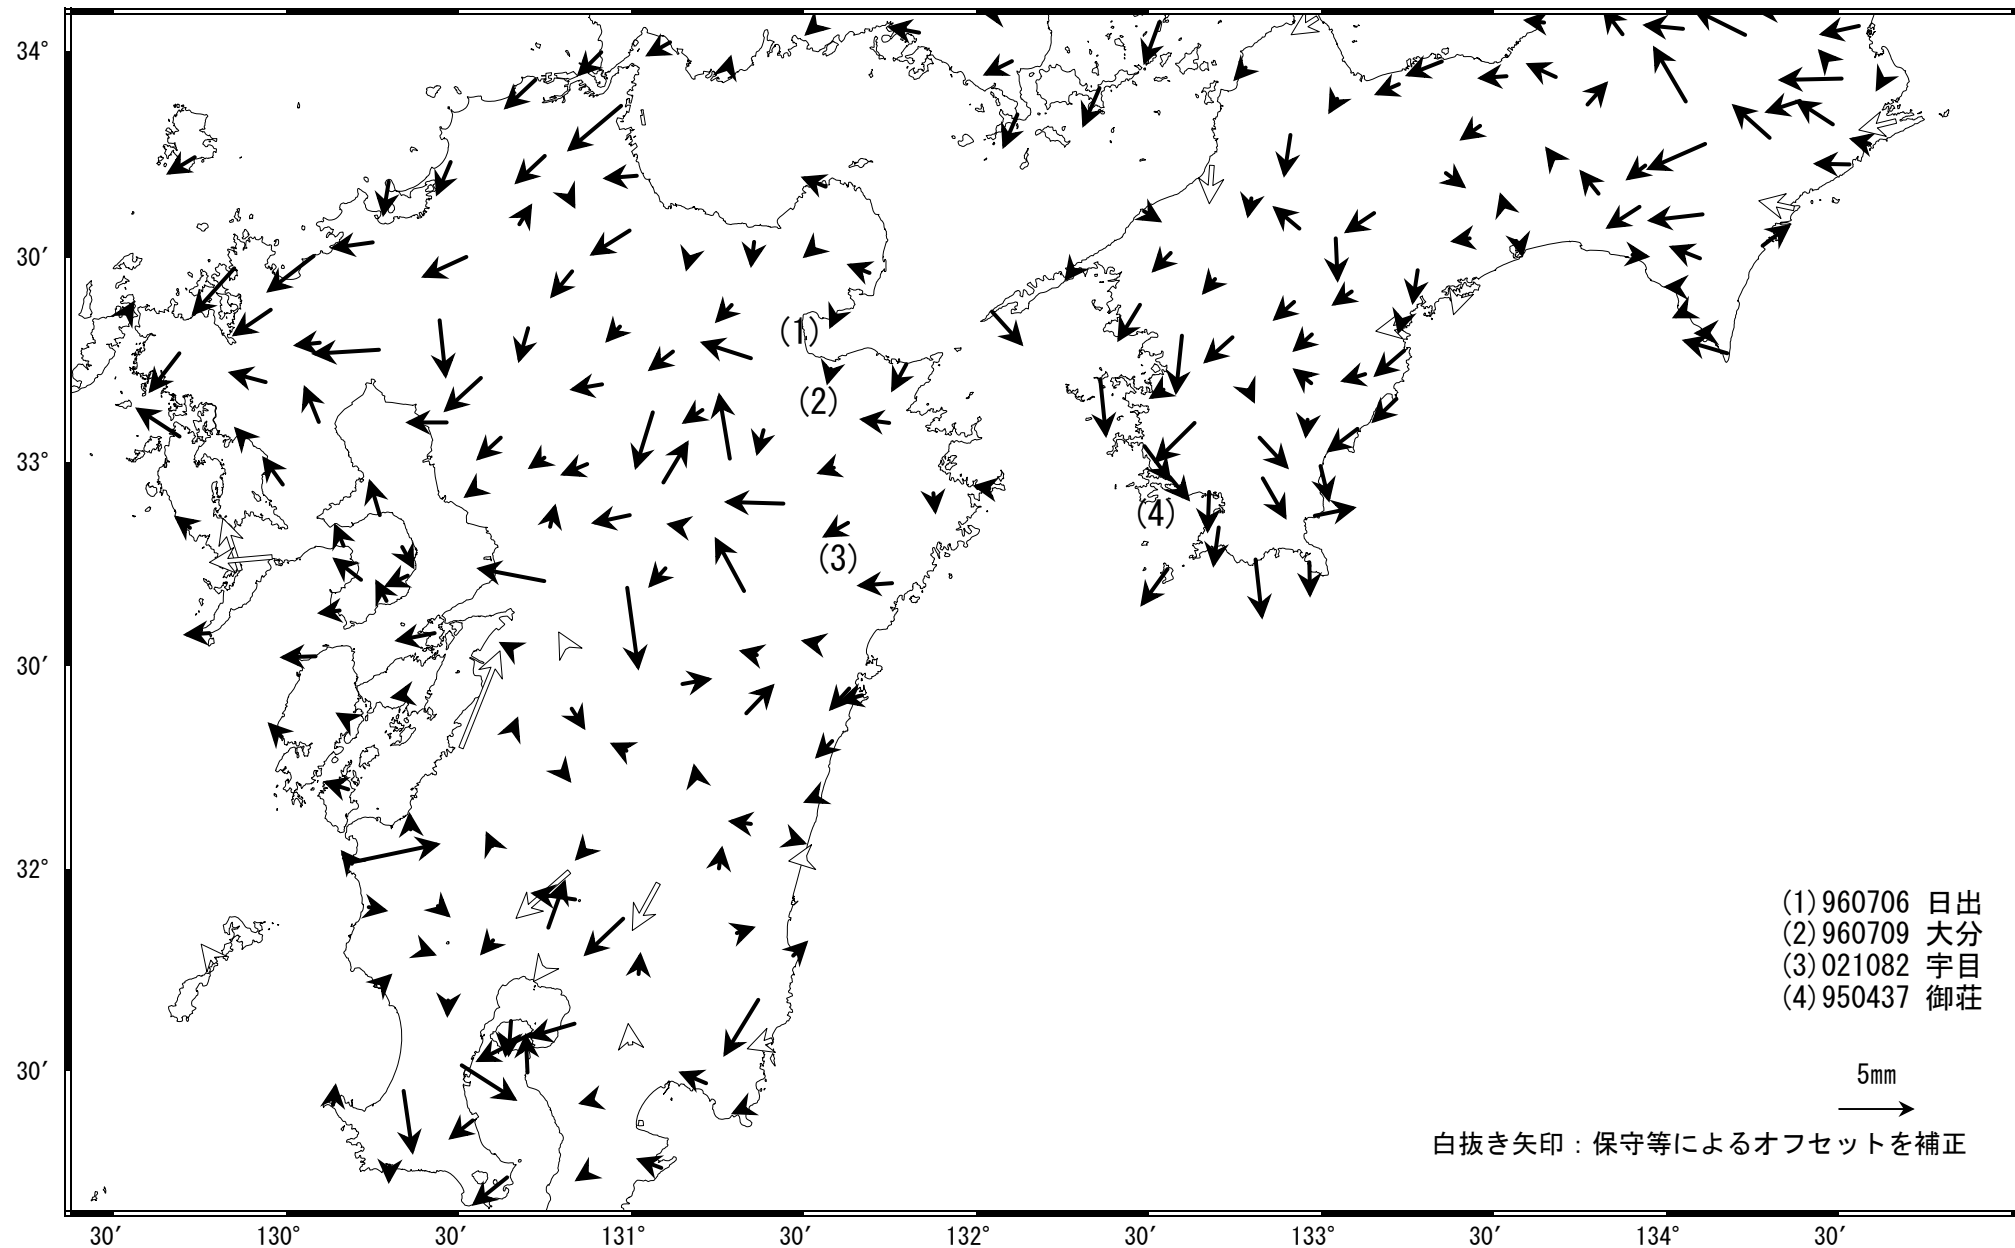 34°
30′
(1)
(2)
33°
(4)
(3)
30′
32°
(1)960706 日出
(2)960709 大分
(3)021082 宇目
(4)950437 御荘
30′
5mm
白抜き矢印：保守等によるオフセットを補正
30′ 130° 30′ 131° 30′ 132° 30′ 133° 30′ 134° 30′